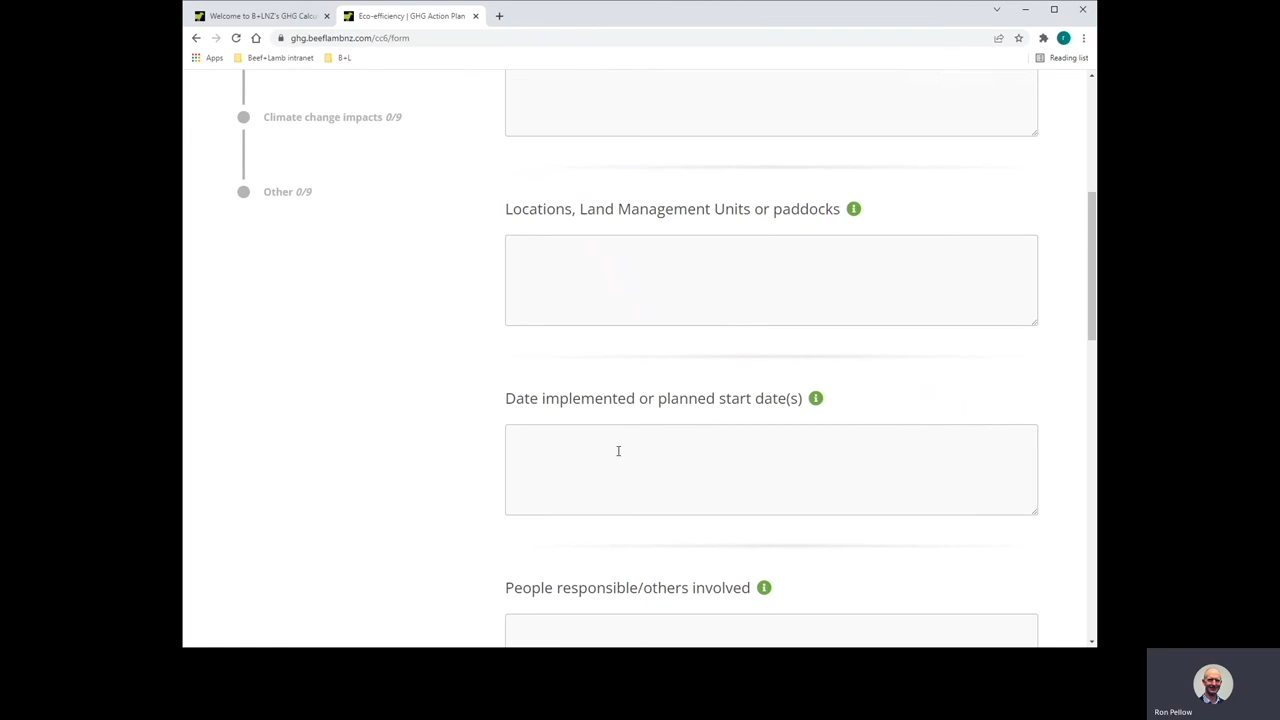 Welcome to B+LNZ's GHG Calcu
Eco-efficiency | GHG Action Plan
ghg.beeflambnz.com/cc6/form
r
Apps
Beef+Lamb intranet
B+L
Reading list
Climate change impacts 0/9
Other 0/9
Locations, Land Management Units or paddocks
Date implemented or planned start date(s)
People responsible/others involved
Ron Pellow